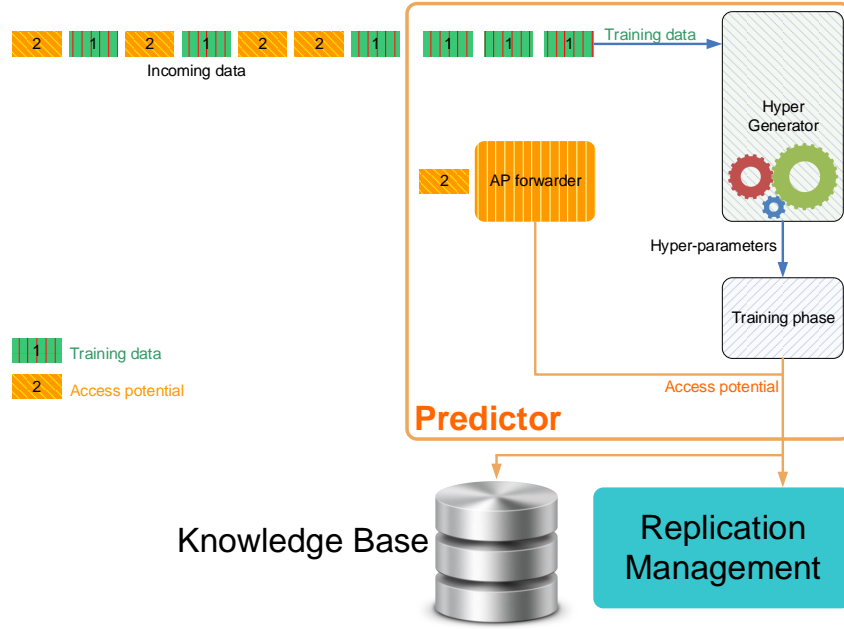 2 1 2 1 2 2 1 1 1 1
Training data
Incoming data
Hyper
Generator
2
AP forwarder
Hyper-parameters
Training phase
1 Training data
2 Access potential
Access potential
Predictor
Knowledge Base
Replication
Management